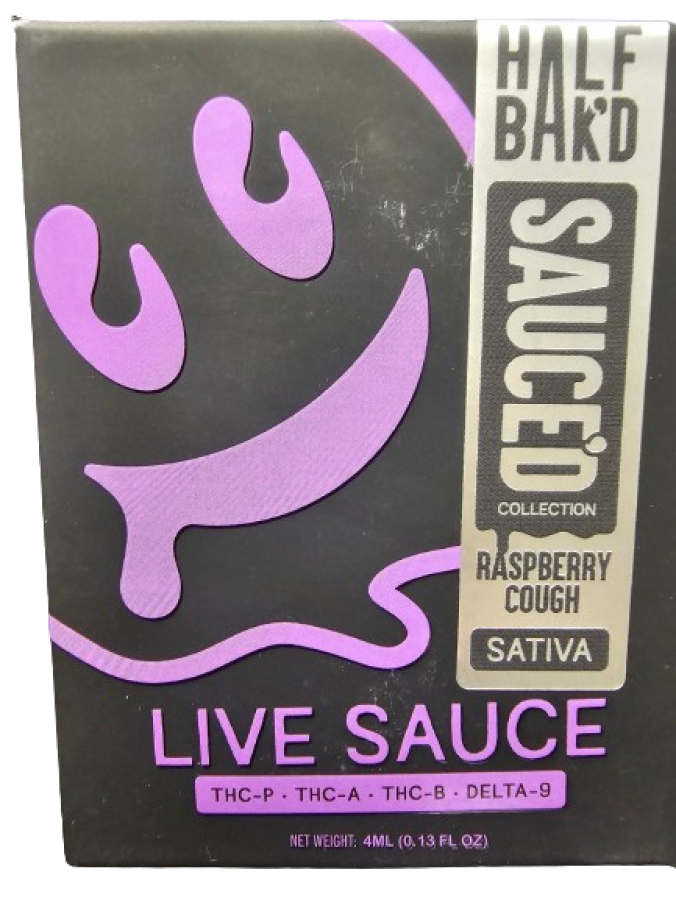 HALF
BAK'D
SAUCE'D
COLLECTION
RASPBERRY
COUGH
SATIVA
LIVE SAUCE
THC-P · THC-A · THC-B · DELTA-9
NET WEIGHT: 4ML (0.13 FL OZ)